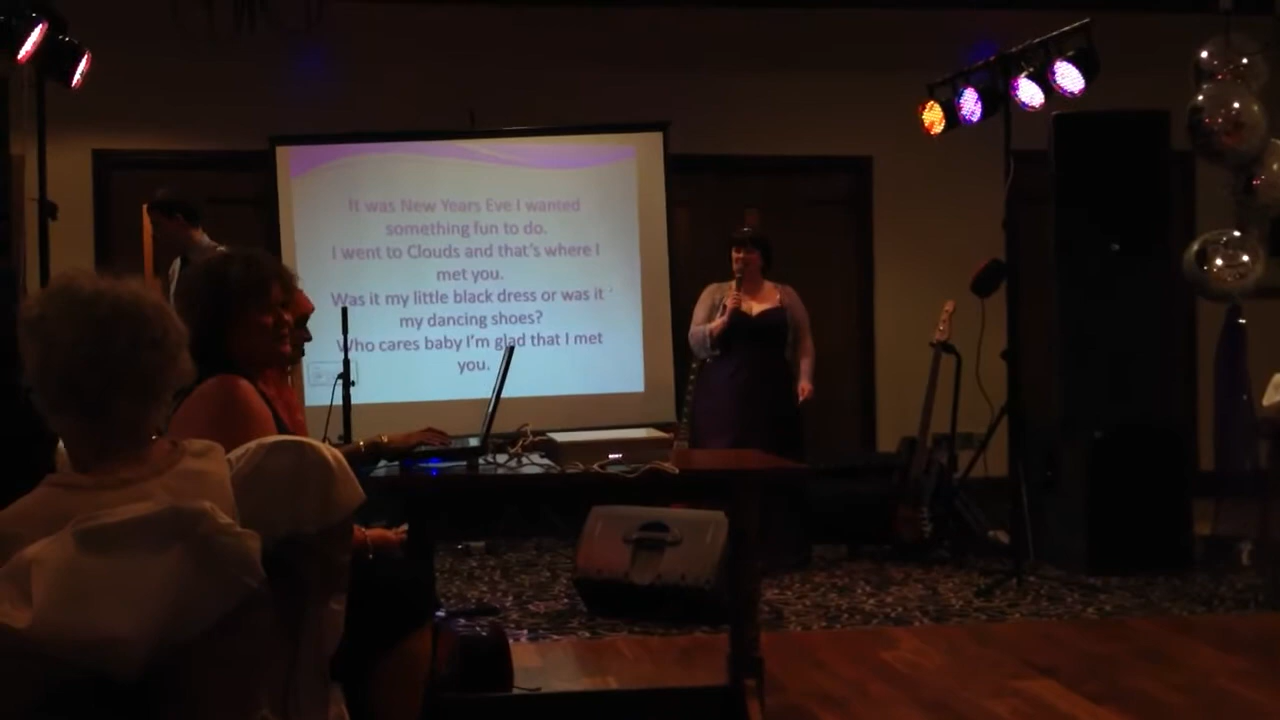 It was New Years Eve I wanted
something fun to do.
I went to Clouds and that's where I
met you.
Was it my little black dress or was it
my dancing shoes?
Who cares baby I'm glad that I met
you.